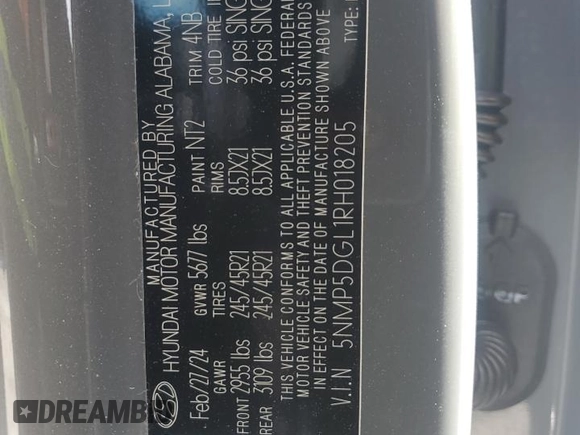 MANUFACTURED BY
HYUNDAI MOTOR MANUFACTURING ALABAMA, L
Feb/27/24 GVWR 5677 lbs PAINT NT2 TRIM 4NB
GAWR TIRES RIMS COLD TIRE
FRONT 2955 lbs 245/45R21 8.5JX21 36 psi SING
REAR 3109 lbs 245/45R21 8.5JX21 36 psi SING
THIS VEHICLE CONFORMS TO ALL APPLICABLE U.S.A. FEDERAL
MOTOR VEHICLE SAFETY AND THEFT PREVENTION STANDARDS
IN EFFECT ON THE DATE OF MANUFACTURE SHOWN ABOVE
V.I.N 5NMP5DGL1RH018205 TYPE:
DREAMBI